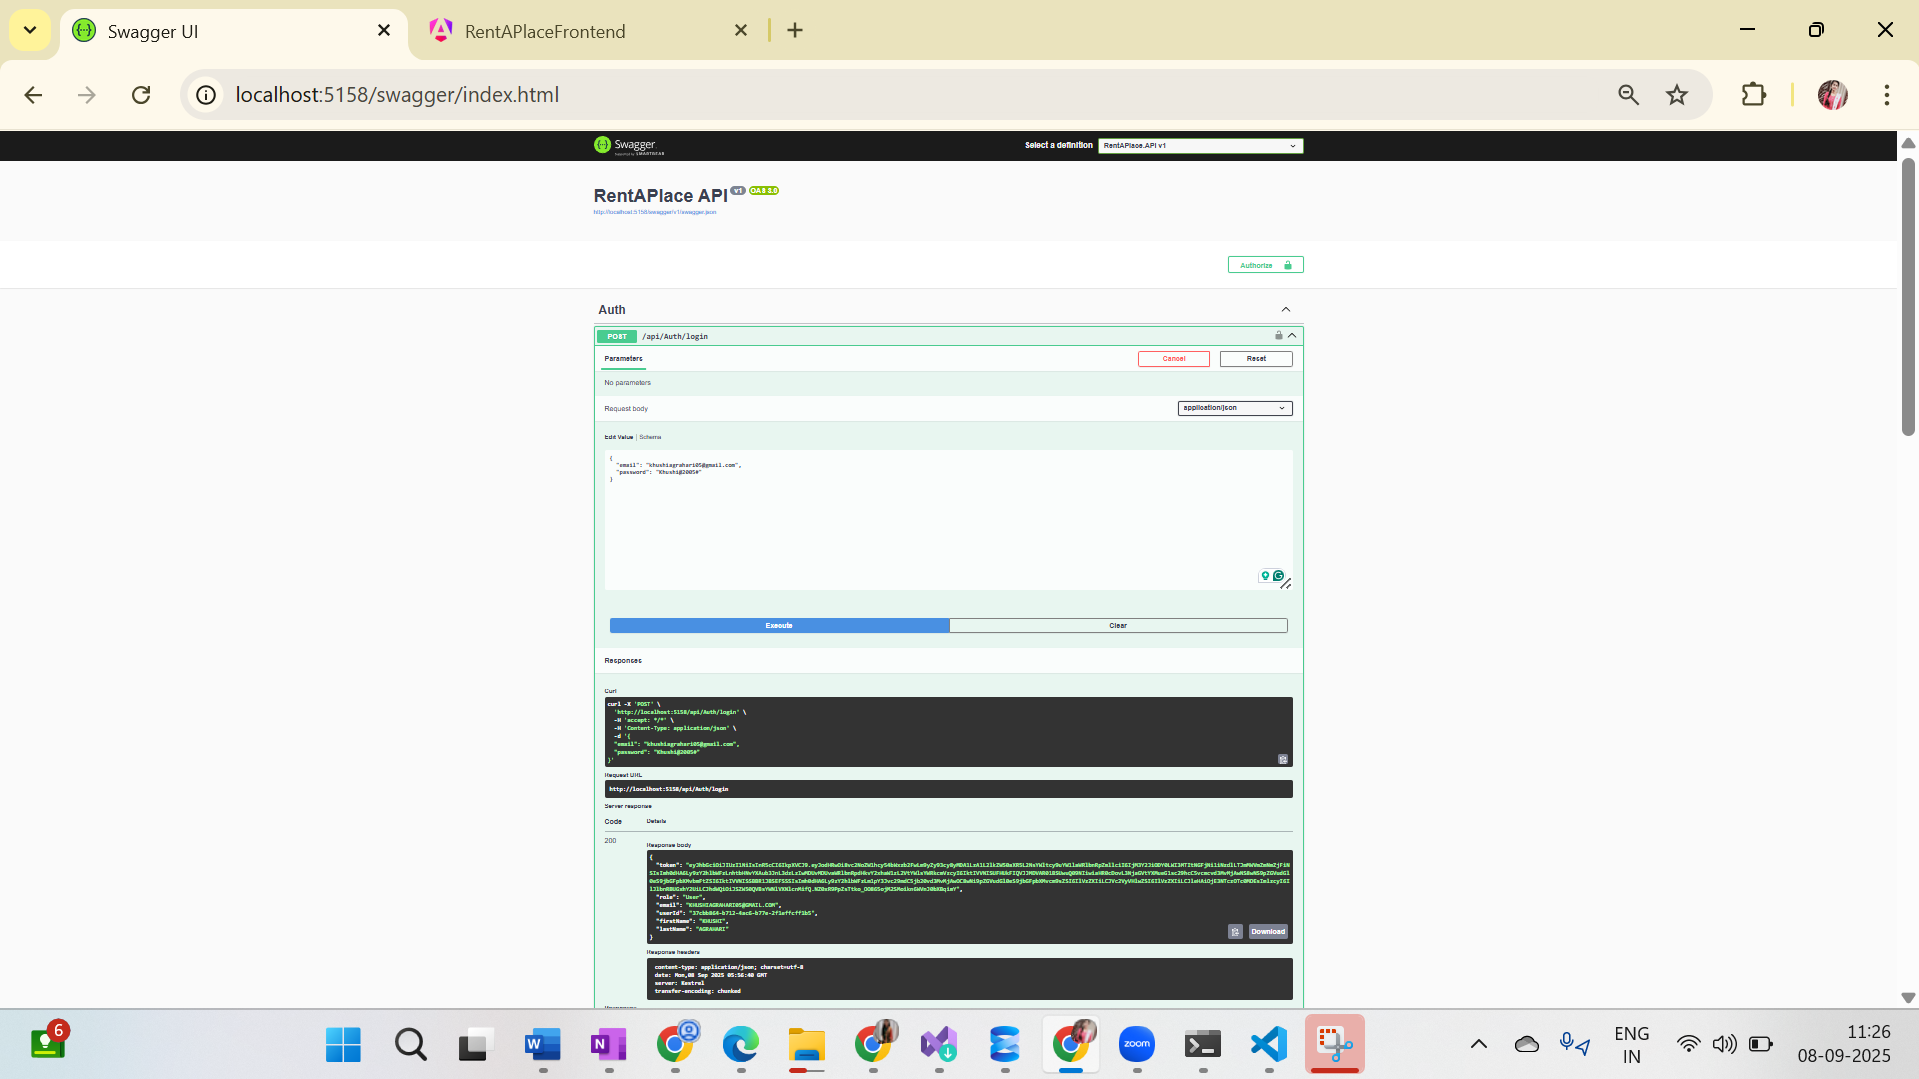 Swagger UI
RentAPlaceFrontend
localhost:5158/swagger/index.html
Swagger
Supported by SMARTBEAR
Select a definition
RentAPlace.API v1
RentAPlace API v1 OAS 3.0
http://localhost:5158/swagger/v1/swagger.json
Authorize
Auth
POST /api/Auth/login
Parameters
Cancel
Reset
No parameters
Request body
application/json
Edit Value | Schema
{
"email": "khushiagrahari05@gmail.com",
"password": "Khushi@2005#"
}
Execute
Clear
Responses
Curl
curl -X 'POST' \
'http://localhost:5158/api/Auth/login' \
-H 'accept: */*' \
-H 'Content-Type: application/json' \
-d '{
"email": "khushiagrahari05@gmail.com",
"password": "Khushi@2005#"
}'
Request URL
http://localhost:5158/api/Auth/login
Server response
Code Details
200
Response body
{
"token":
"role": "User",
"email": "KHUSHIAGRAHARI05@GMAIL.COM",
"userId":
"firstName": "KHUSHI",
"lastName": "AGRAHARI"
}
Download
Response headers
content-type: application/json; charset=utf-8
date: Mon,08 Sep 2025 05:56:40 GMT
server: Kestrel
transfer-encoding: chunked
6
zoom
ENG
IN
11:26
08-09-2025